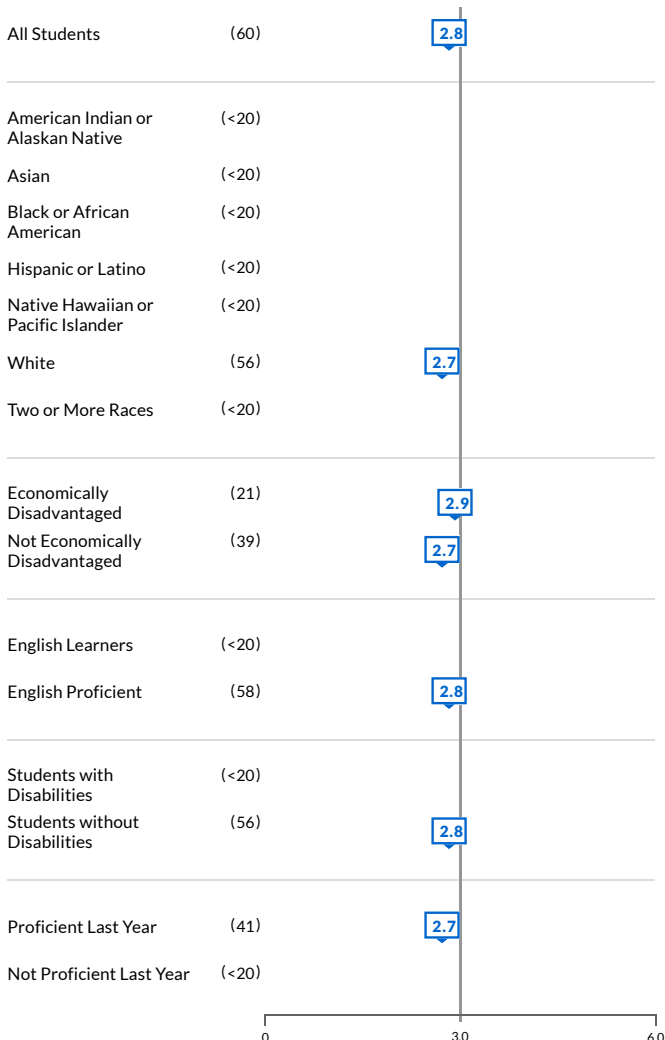 All Students (60) 2.8
American Indian or (<20)
Alaskan Native
Asian (<20)
Black or African (<20)
American
Hispanic or Latino (<20)
Native Hawaiian or (<20)
Pacific Islander
White (56) 2.7
Two or More Races (<20)
Economically (21) 2.9
Disadvantaged
Not Economically (39) 2.7
Disadvantaged
English Learners (<20)
English Proficient (58) 2.8
Students with (<20)
Disabilities
Students without (56) 2.8
Disabilities
Proficient Last Year (41) 2.7
Not Proficient Last Year (<20)
0 3.0 6.0